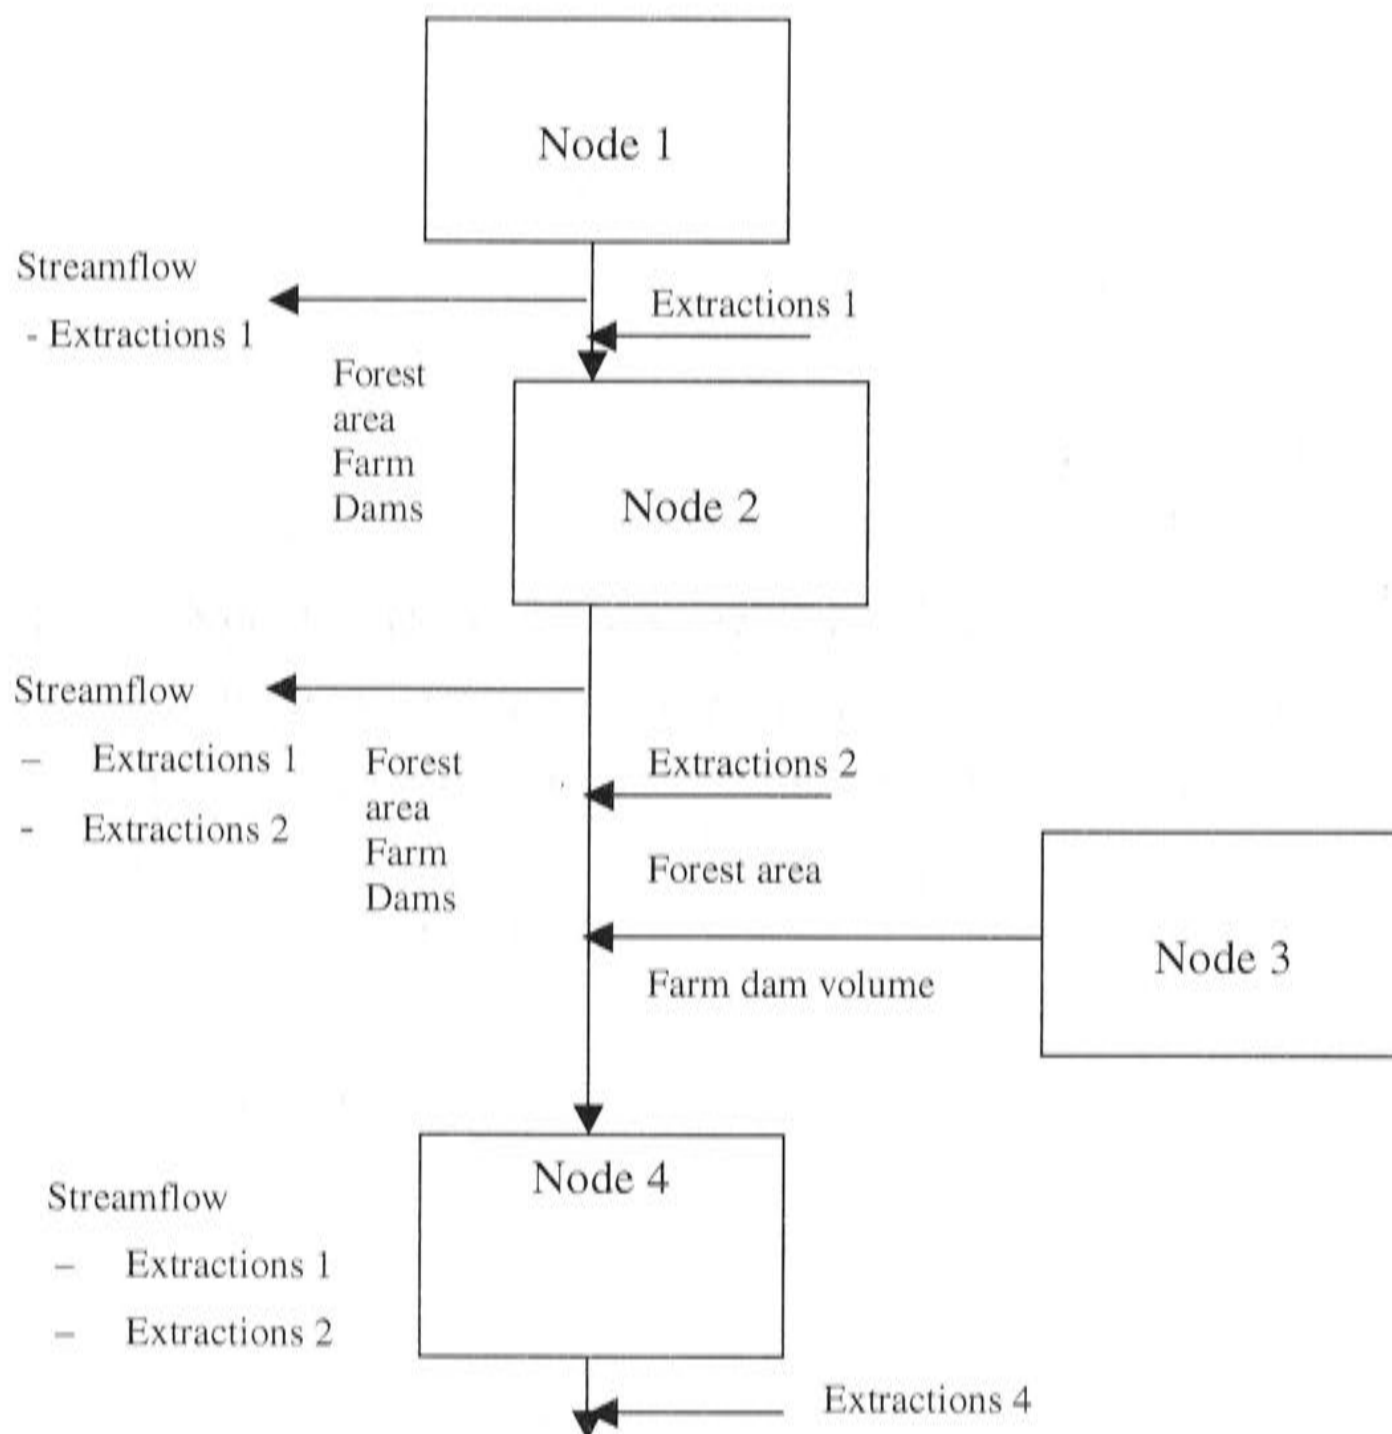 Node 1
Streamflow
- Extractions 1
Extractions 1
Forest
area
Farm
Dams
Node 2
Streamflow
– Extractions 1
- Extractions 2
Forest
area
Farm
Dams
Extractions 2
Forest area
Farm dam volume
Node 3
Node 4
Streamflow
– Extractions 1
– Extractions 2
Extractions 4